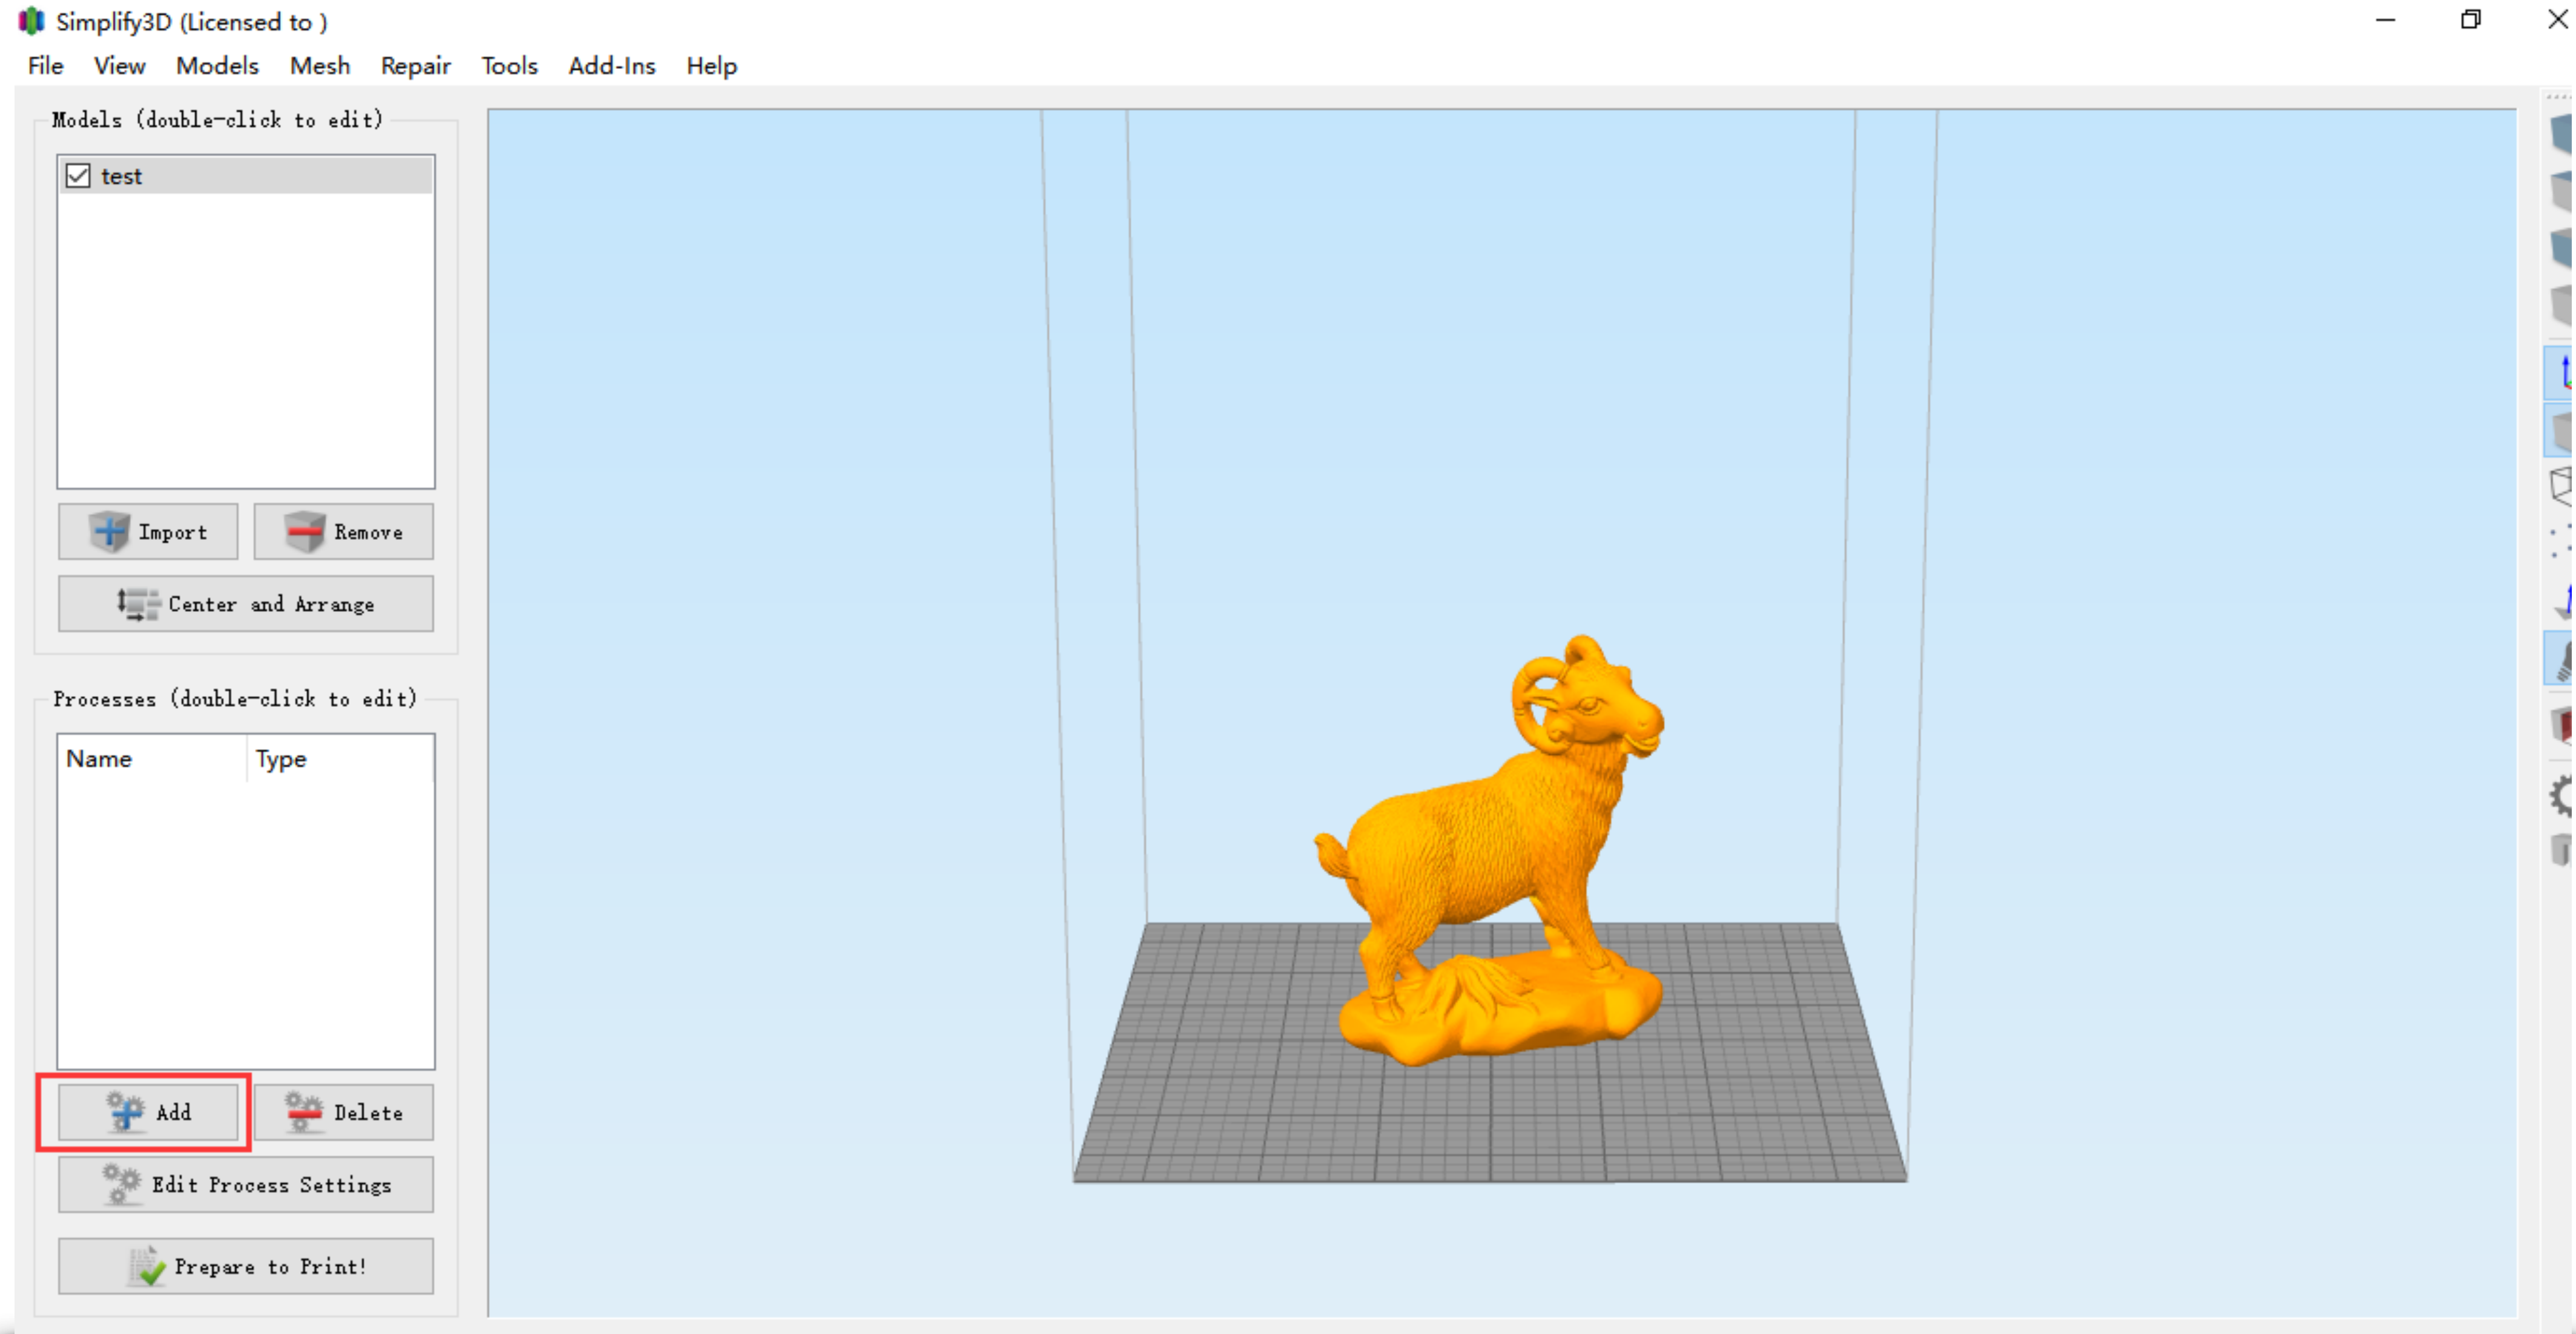 Simplify3D (Licensed to )
File View Models Mesh Repair Tools Add-Ins Help
Models (double-click to edit)
test
Import Remove
Center and Arrange
Processes (double-click to edit)
Name Type
Add Delete
Edit Process Settings
Prepare to Print!